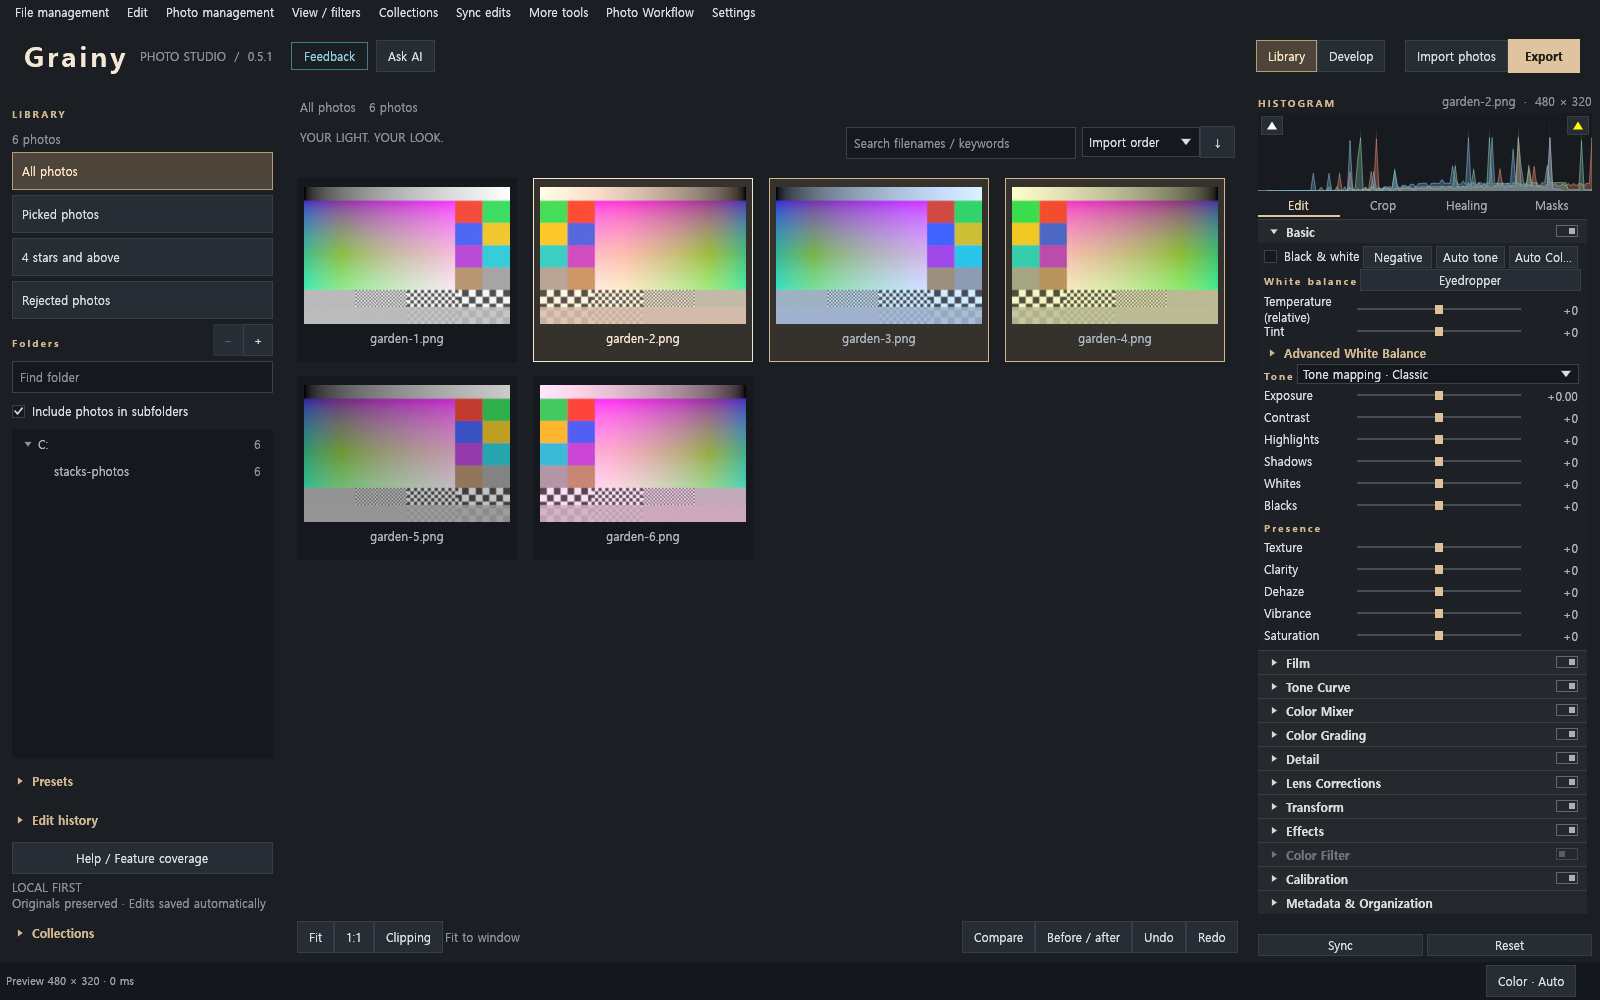 File management Edit Photo management View / filters Collections Sync edits More tools Photo Workflow Settings
Grainy PHOTO STUDIO / 0.5.1 Feedback Ask AI Library Develop Import photos Export
LIBRARY
6 photos
All photos
Picked photos
4 stars and above
Rejected photos
Folders − +
Find folder
Include photos in subfolders
C: 6
stacks-photos 6
Presets
Edit history
Help / Feature coverage
LOCAL FIRST
Originals preserved · Edits saved automatically
Collections
All photos 6 photos
YOUR LIGHT. YOUR LOOK.
Search filenames / keywords Import order ↓
garden-1.png garden-2.png garden-3.png garden-4.png
garden-5.png garden-6.png
Fit 1:1 Clipping Fit to window Compare Before / after Undo Redo
HISTOGRAM garden-2.png · 480 × 320
Edit Crop Healing Masks
Basic
Black & white Negative Auto tone Auto Col...
White balance Eyedropper
Temperature (relative) +0
Tint +0
Advanced White Balance
Tone Tone mapping · Classic
Exposure +0.00
Contrast +0
Highlights +0
Shadows +0
Whites +0
Blacks +0
Presence
Texture +0
Clarity +0
Dehaze +0
Vibrance +0
Saturation +0
Film
Tone Curve
Color Mixer
Color Grading
Detail
Lens Corrections
Transform
Effects
Color Filter
Calibration
Metadata & Organization
Sync Reset
Preview 480 × 320 · 0 ms Color · Auto